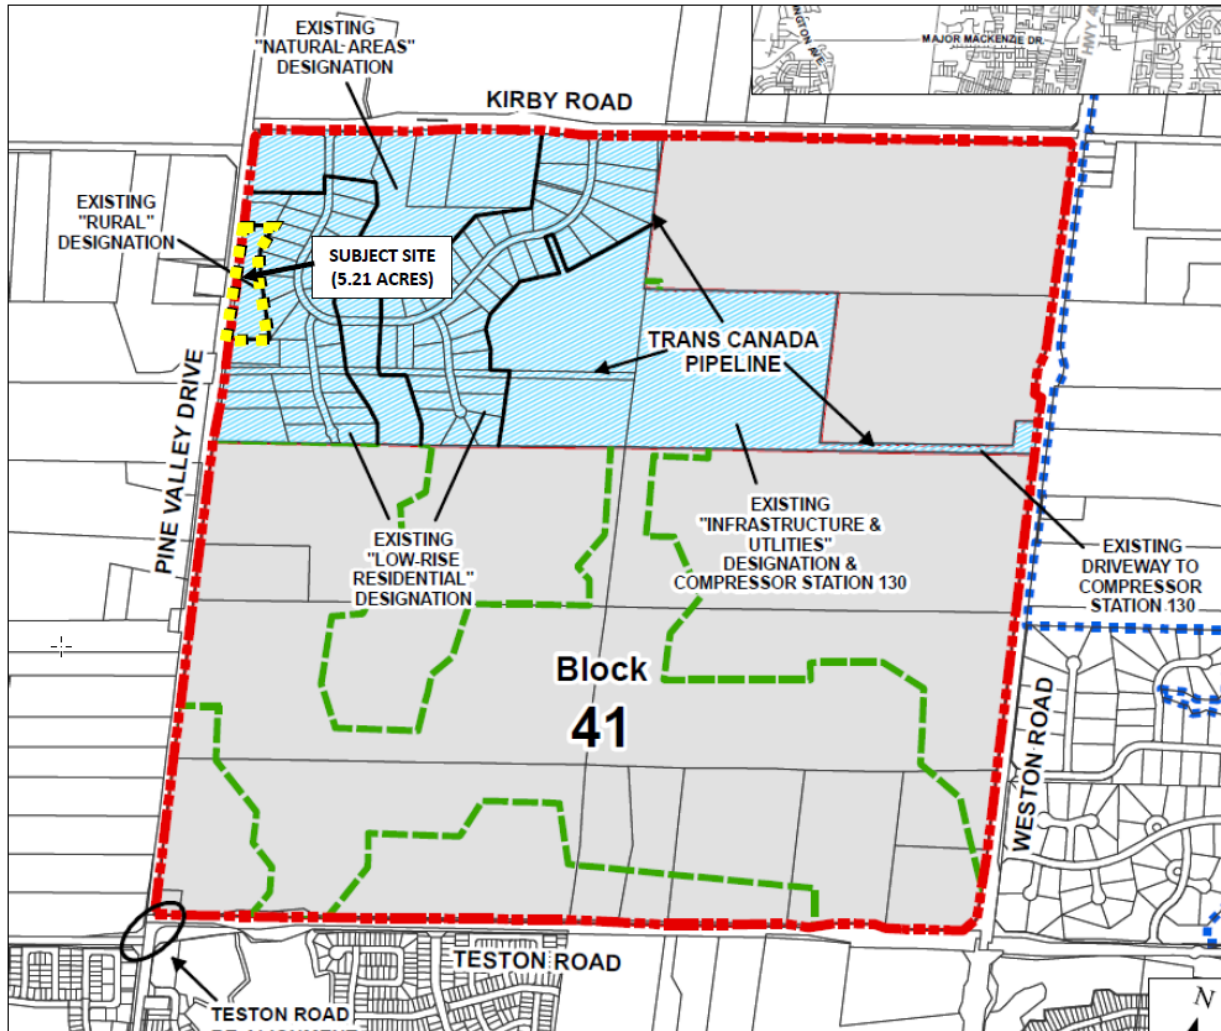 MAJOR MACKENZIE DR.
EXISTING
"NATURAL AREAS"
DESIGNATION
KIRBY ROAD
EXISTING
"RURAL"
DESIGNATION
SUBJECT SITE
(5.21 ACRES)
TRANS CANADA
PIPELINE
PINE VALLEY DRIVE
EXISTING
"LOW-RISE
RESIDENTIAL"
DESIGNATION
EXISTING
"INFRASTRUCTURE &
UTLITIES"
DESIGNATION &
COMPRESSOR STATION 130
EXISTING
DRIVEWAY TO
COMPRESSOR
STATION 130
Block
41
WESTON ROAD
TESTON ROAD
TESTON ROAD
N